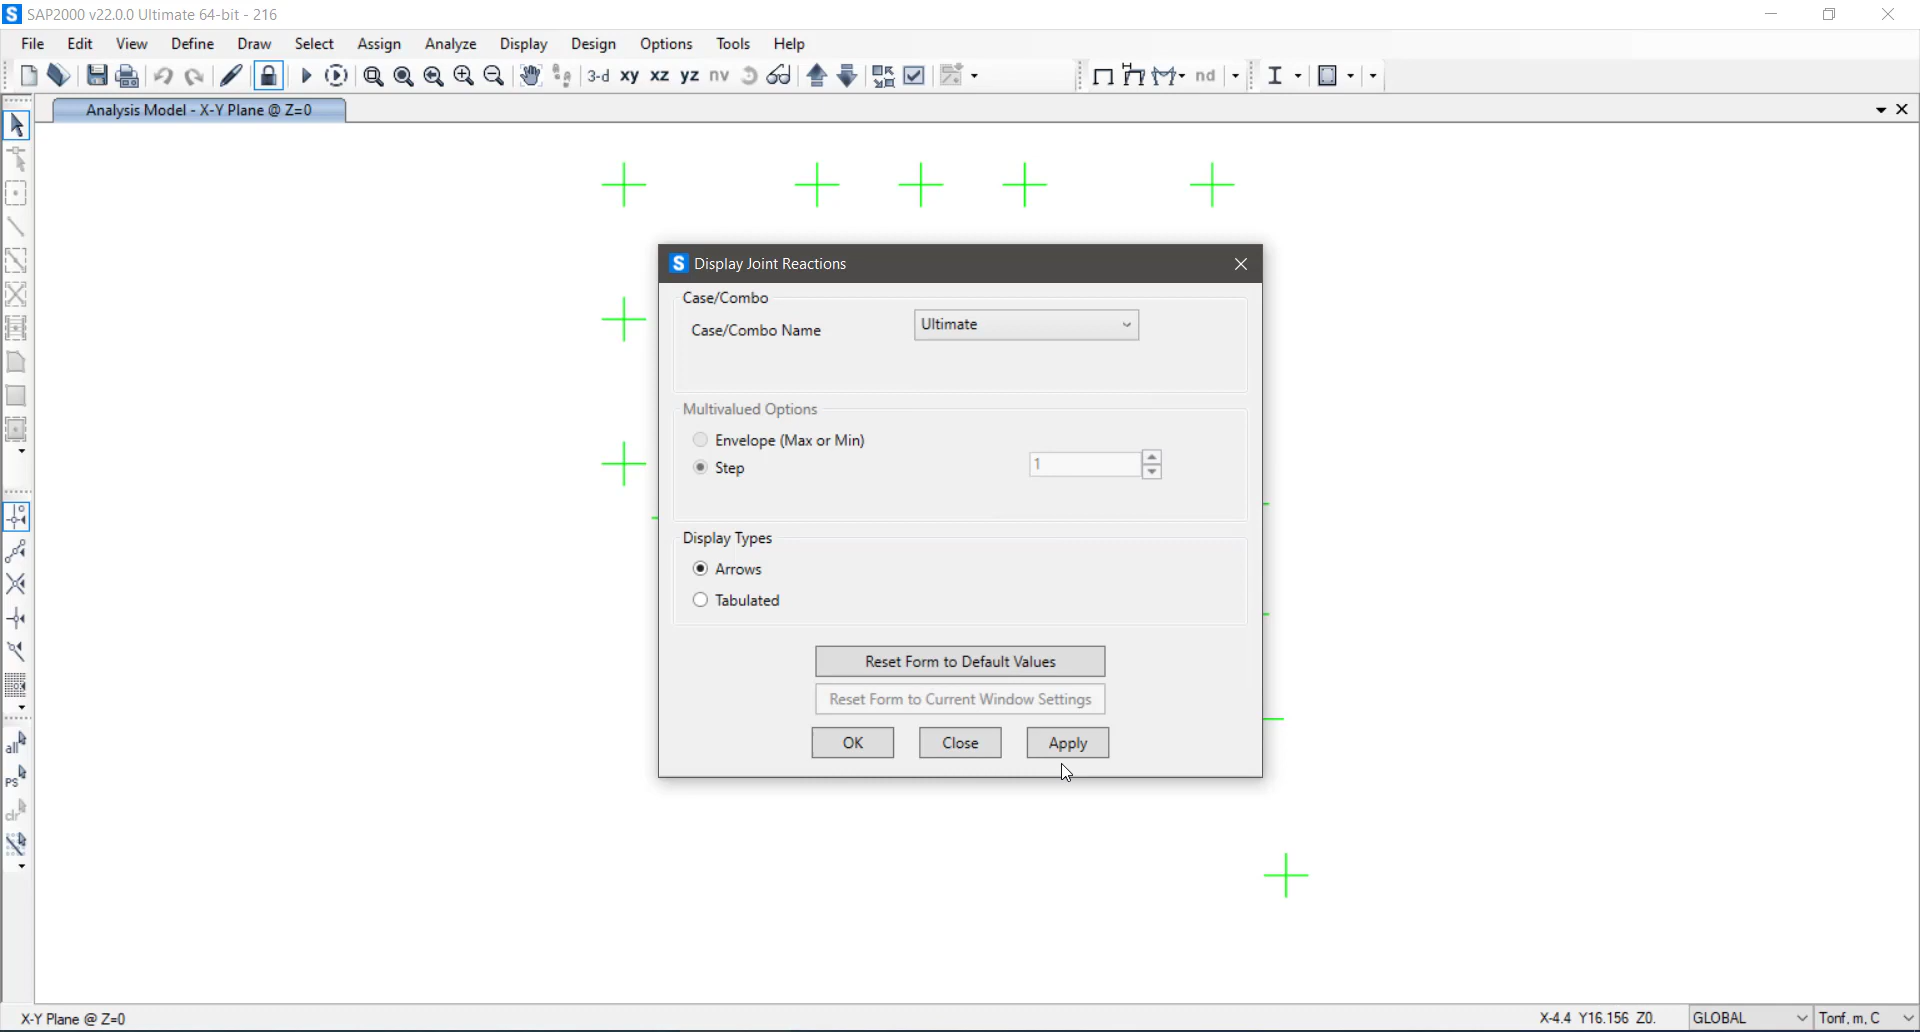 S SAP2000 v22.0.0 Ultimate 64-bit - 216
File Edit View Define Draw Select Assign Analyze Display Design Options Tools Help
3-d xy xz yz nv nd
Analysis Model - X-Y Plane @ Z=0
S Display Joint Reactions
Case/Combo
Case/Combo Name Ultimate
Multivalued Options
Envelope (Max or Min)
Step 1
Display Types
Arrows
Tabulated
Reset Form to Default Values
Reset Form to Current Window Settings
OK Close Apply
all
PS
clr
X-Y Plane @ Z=0 X-4.4 Y16.156 Z0. GLOBAL Tonf, m, C